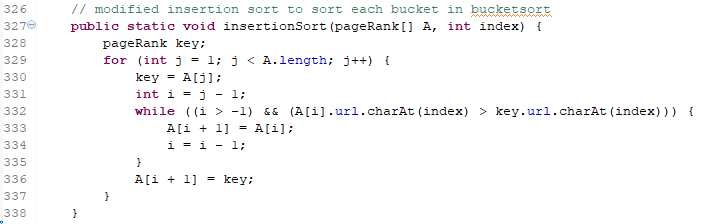 326 // modified insertion sort to sort each bucket in bucketsort
327 public static void insertionSort(pageRank[] A, int index) {
328 pageRank key;
329 for (int j = 1; j < A.length; j++) {
330 key = A[j];
331 int i = j - 1;
332 while ((i > -1) && (A[i].url.charAt(index) > key.url.charAt(index))) {
333 A[i + 1] = A[i];
334 i = i - 1;
335 }
336 A[i + 1] = key;
337 }
338 }